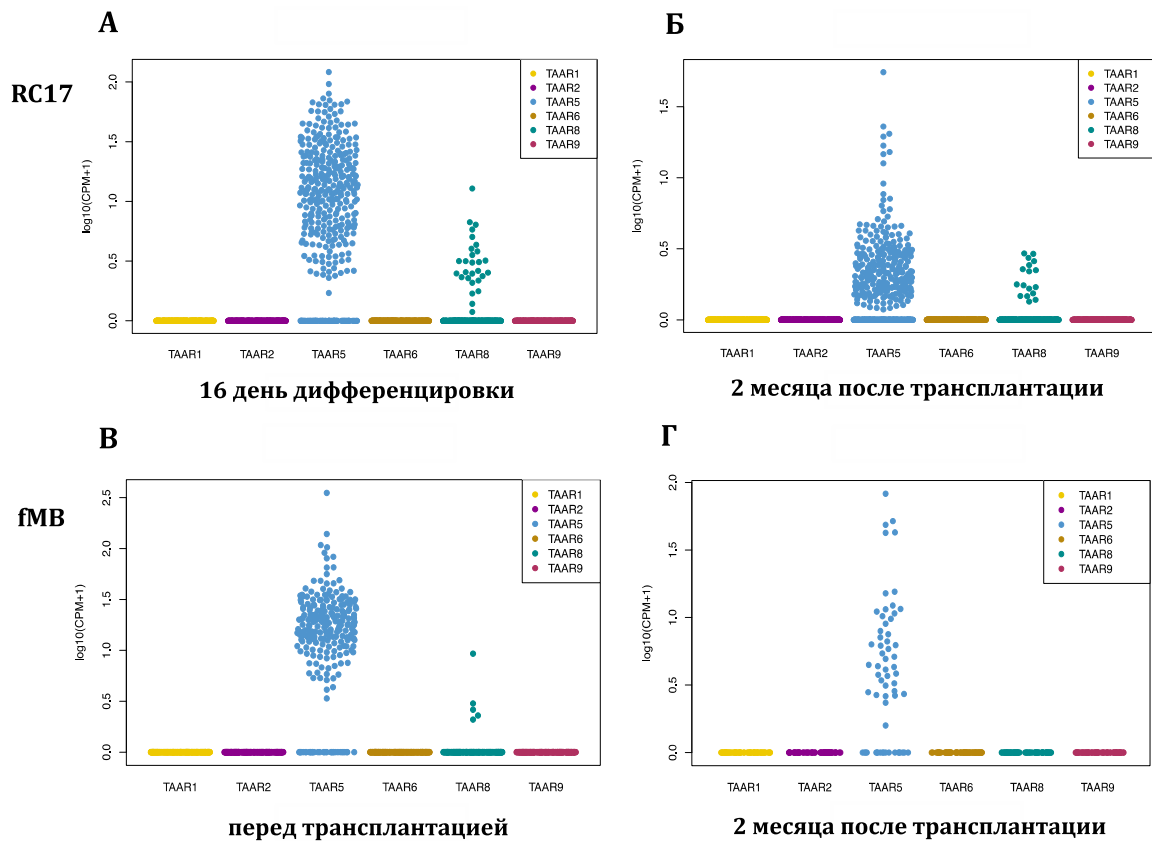 А
RC17
log10(CPM+1)
2.0
1.5
1.0
0.5
0.0
TAAR1
TAAR2
TAAR5
TAAR6
TAAR8
TAAR9
TAAR1 TAAR2 TAAR5 TAAR6 TAAR8 TAAR9
16 день дифференцировки
Б
log10(CPM+1)
1.5
1.0
0.5
0.0
TAAR1
TAAR2
TAAR5
TAAR6
TAAR8
TAAR9
TAAR1 TAAR2 TAAR5 TAAR6 TAAR8 TAAR9
2 месяца после трансплантации
В
fMB
log10(CPM+1)
2.5
2.0
1.5
1.0
0.5
0.0
TAAR1
TAAR2
TAAR5
TAAR6
TAAR8
TAAR9
TAAR1 TAAR2 TAAR5 TAAR6 TAAR8 TAAR9
перед трансплантацией
Г
log10(CPM+1)
2.0
1.5
1.0
0.5
0.0
TAAR1
TAAR2
TAAR5
TAAR6
TAAR8
TAAR9
TAAR1 TAAR2 TAAR5 TAAR6 TAAR8 TAAR9
2 месяца после трансплантации